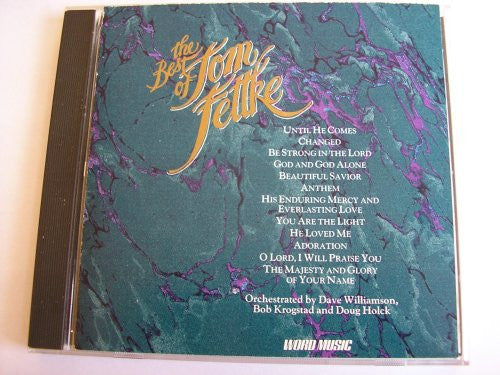 the
Best
of
Tom
Fettke
UNTIL HE COMES
CHANGED
BE STRONG IN THE LORD
GOD AND GOD ALONE
BEAUTIFUL SAVIOR
ANTHEM
HIS ENDURING MERCY AND
EVERLASTING LOVE
YOU ARE THE LIGHT
HE LOVED ME
ADORATION
O LORD, I WILL PRAISE YOU
THE MAJESTY AND GLORY
OF YOUR NAME
Orchestrated by Dave Williamson,
Bob Krogstad and Doug Holck
WORD MUSIC